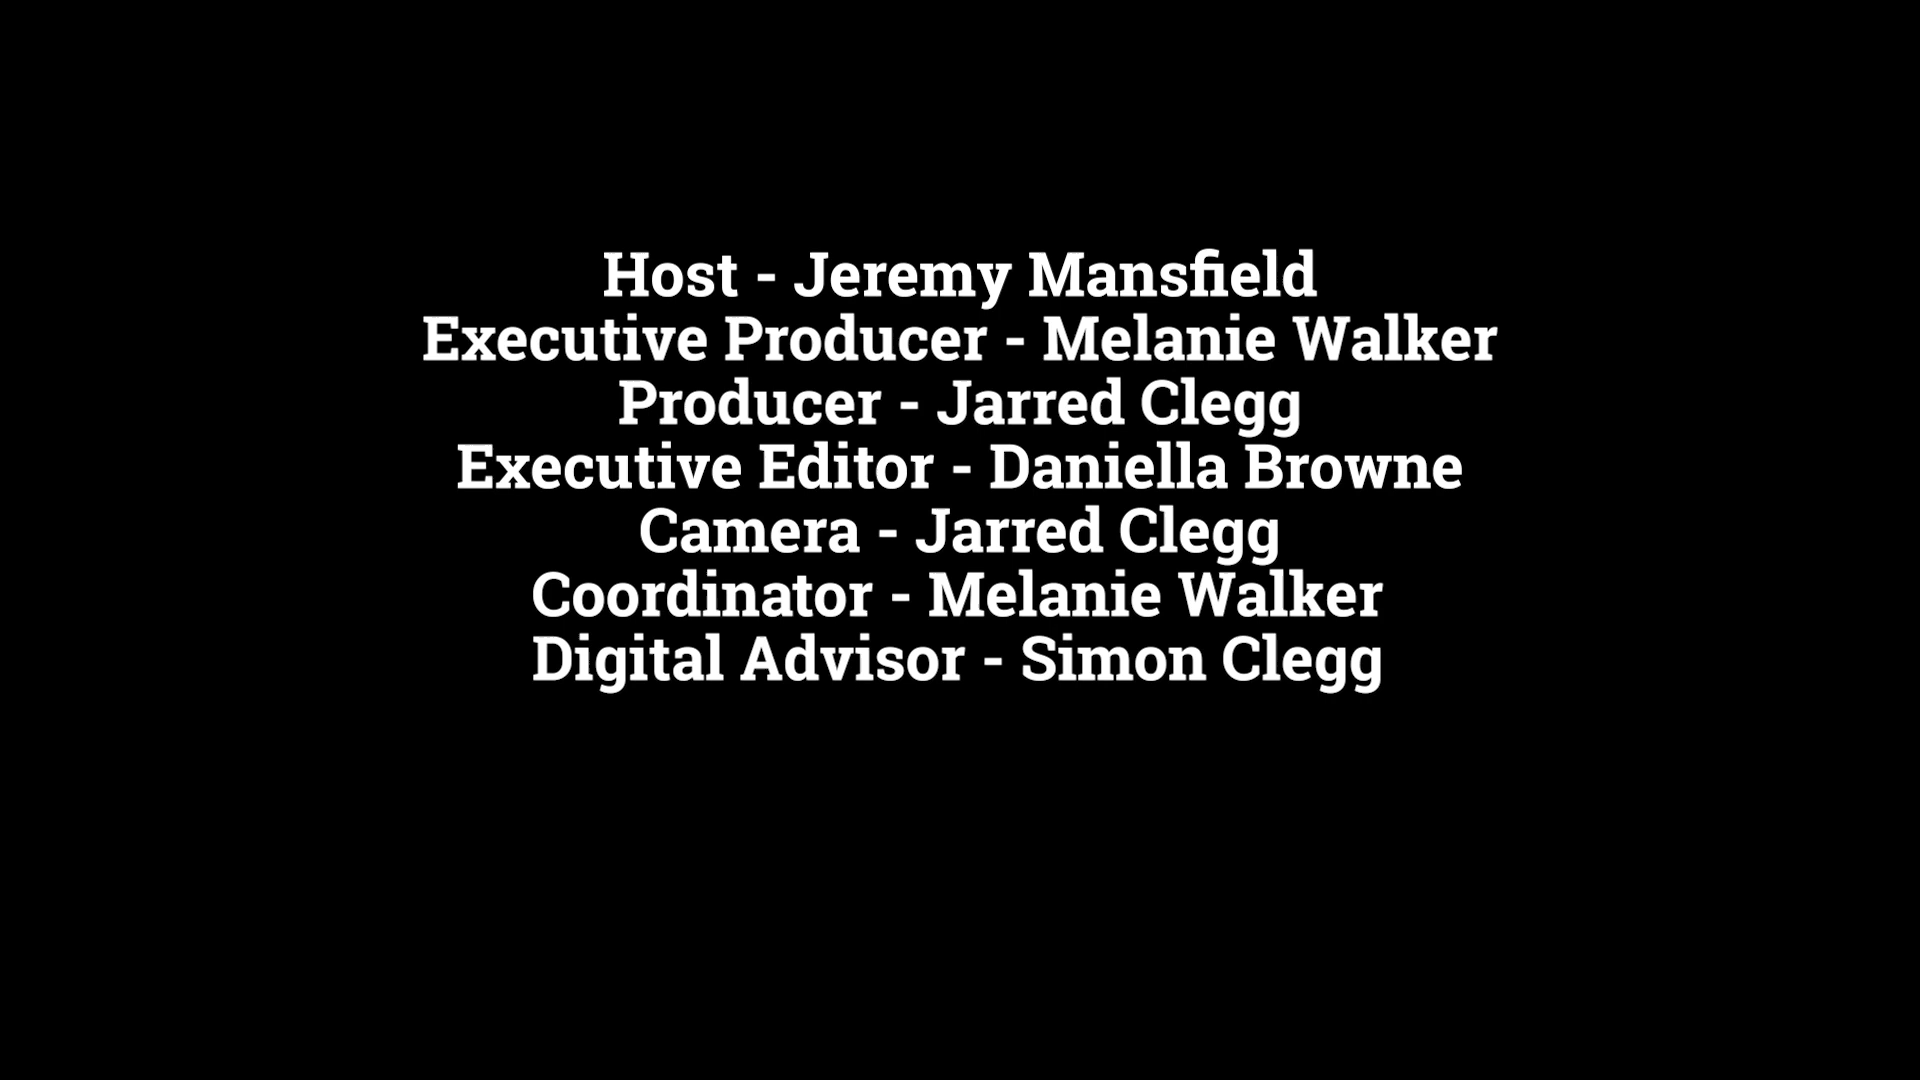 Host - Jeremy Mansfield
Executive Producer - Melanie Walker
Producer - Jarred Clegg
Executive Editor - Daniella Browne
Camera - Jarred Clegg
Coordinator - Melanie Walker
Digital Advisor - Simon Clegg